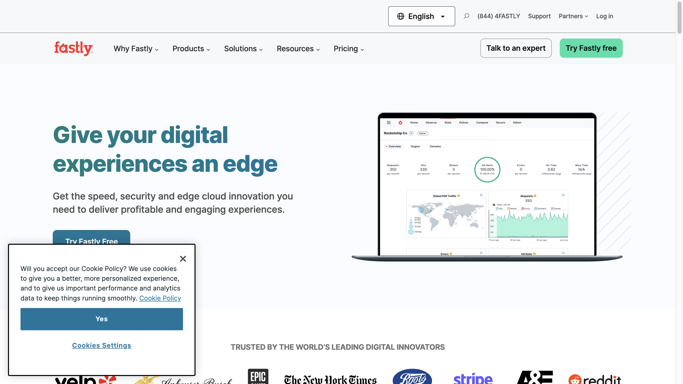 English
(844) 4FASTLY
Support
Partners
Log in
fastly
Why Fastly
Products
Solutions
Resources
Pricing
Talk to an expert
Try Fastly free
Give your digital
experiences an edge
Get the speed, security and edge cloud innovation you
need to deliver profitable and engaging experiences.
Try Fastly Free
Will you accept our Cookie Policy? We use cookies
to give you a better, more personalized experience,
and to give us important performance and analytics
data to keep things running smoothly. Cookie Policy
Yes
Cookies Settings
TRUSTED BY THE WORLD'S LEADING DIGITAL INNOVATORS
yelp
EPIC
The New York Times
Boots
stripe
A&E
reddit